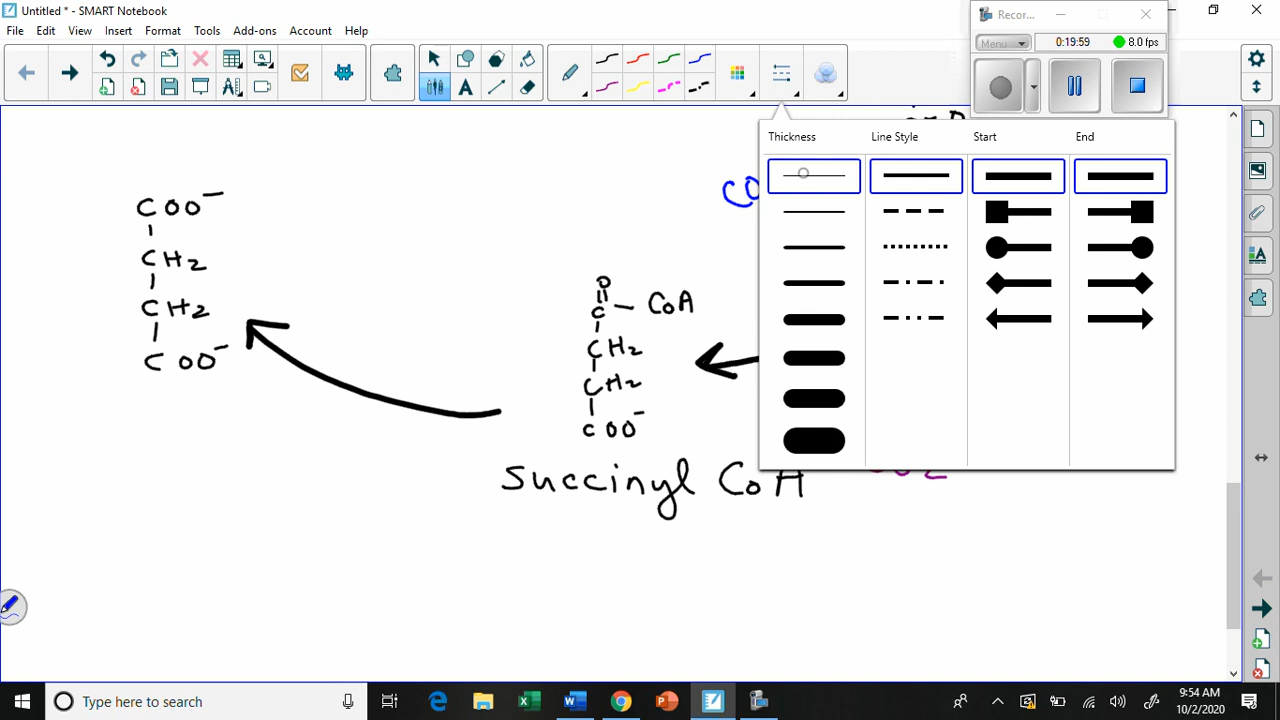 Untitled * - SMART Notebook
File Edit View Insert Format Tools Add-ons Account Help
Recor...
Menu
0:19:59
8.0 fps
Thickness Line Style Start End
COO⁻
CH2
CH2
COO⁻
CO
O
C - CoA
CH2
CH2
COO⁻
Succinyl CoA
Type here to search
9:54 AM
10/2/2020